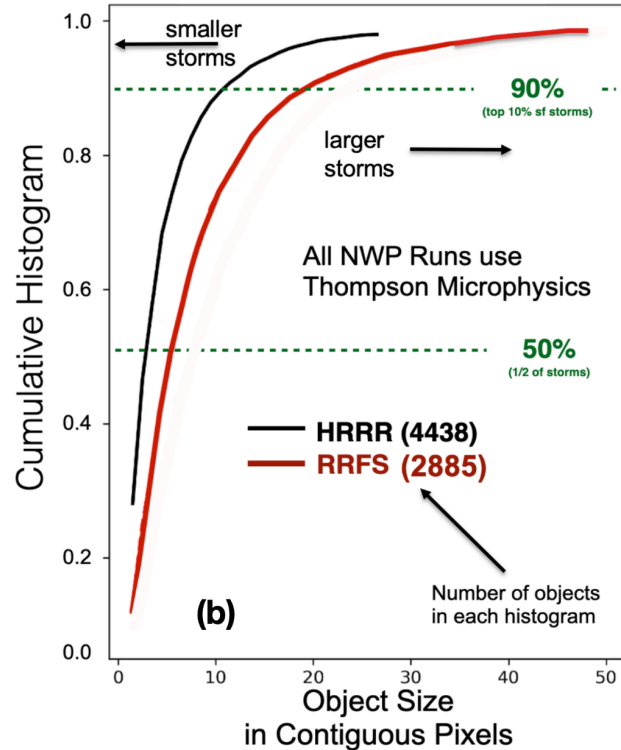 1.0
0.8
0.6
0.4
0.2
0.0
Cumulative Histogram
smaller
storms
90%
(top 10% sf storms)
larger
storms
All NWP Runs use
Thompson Microphysics
50%
(1/2 of storms)
HRRR (4438)
RRFS (2885)
Number of objects
in each histogram
(b)
0 10 20 30 40 50
Object Size
in Contiguous Pixels